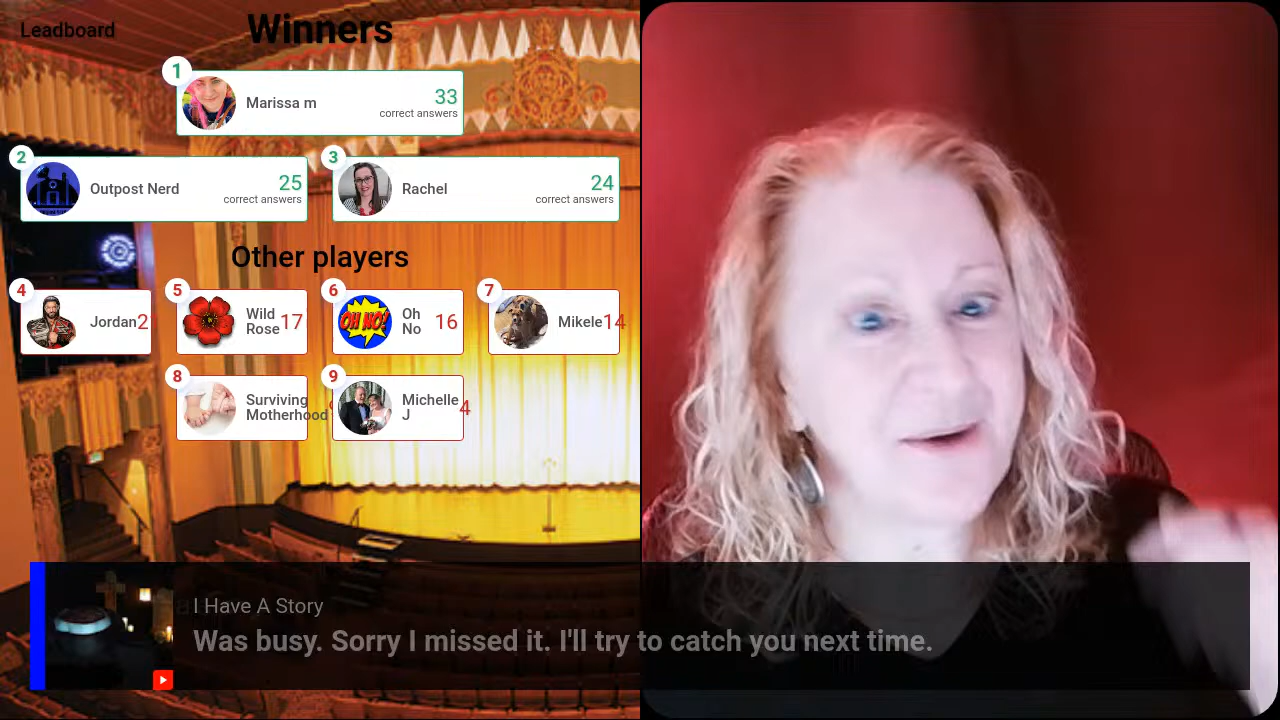 Leadboard
Winners
1
Marissa m
33
correct answers
2
Outpost Nerd
25
correct answers
3
Rachel
24
correct answers
Other players
4
Jordan
2
5
Wild
Rose
17
6
Oh
No
16
OH NO!
7
Mikele
14
8
Surviving
Motherhood
9
Michelle
J
4
I Have A Story
Was busy. Sorry I missed it. I'll try to catch you next time.